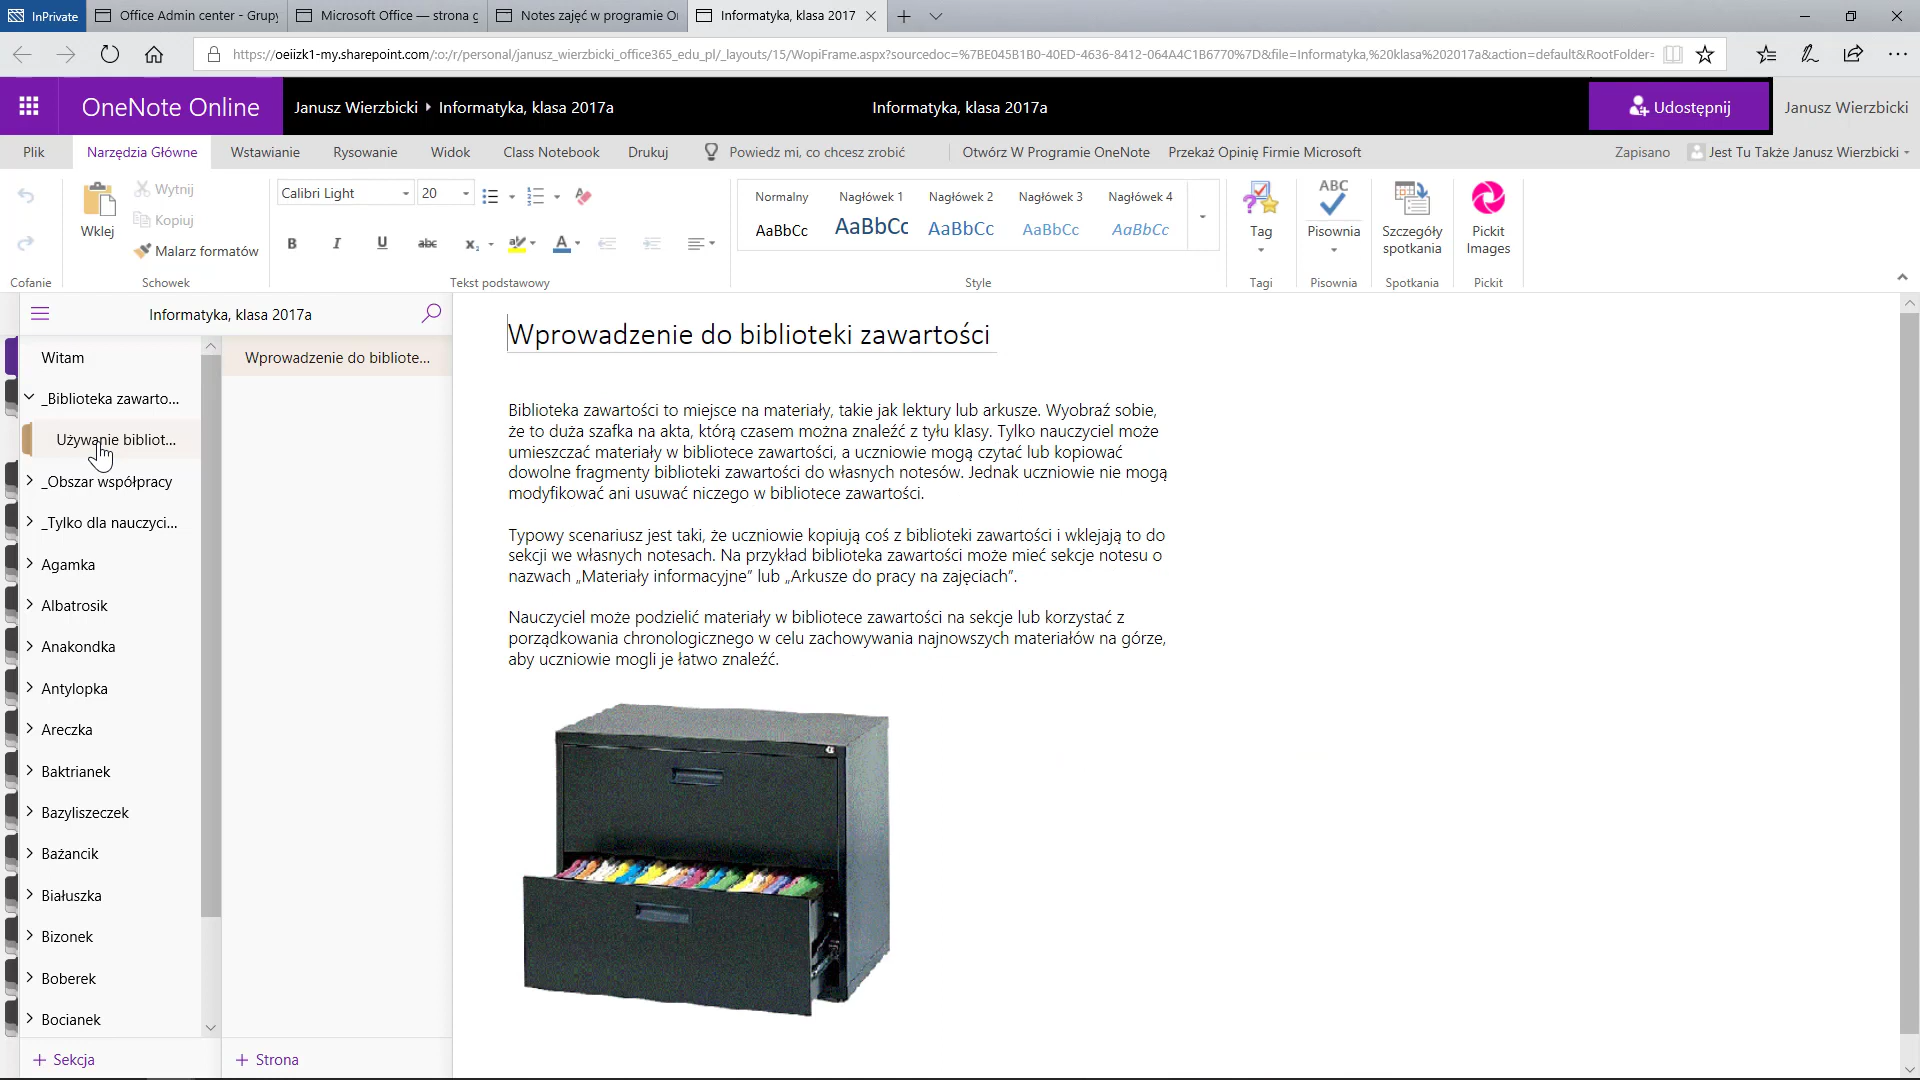 InPrivate
Office Admin center - Grupy
Microsoft Office — strona g
Notes zajęć w programie O
Informatyka, klasa 2017
https://oeiizk1-my.sharepoint.com/:o:/r/personal/janusz_wierzbicki_office365_edu_pl/_layouts/15/WopiFrame.aspx?sourcedoc=%7BE045B1B0-40ED-4636-8412-064A4C1B6770%7D&file=Informatyka,%20klasa%202017a&action=default&RootFolder=
OneNote Online
Janusz Wierzbicki
Informatyka, klasa 2017a
Informatyka, klasa 2017a
Udostępnij
Janusz Wierzbicki
Plik
Narzędzia Główne
Wstawianie
Rysowanie
Widok
Class Notebook
Drukuj
Powiedz mi, co chcesz zrobić
Otwórz W Programie OneNote
Przekaż Opinię Firmie Microsoft
Zapisano
Jest Tu Także Janusz Wierzbicki
Wklej
Wytnij
Kopiuj
Malarz formatów
Calibri Light
20
B I U abc x₂ A
Normalny
AaBbCc
Nagłówek 1
AaBbCc
Nagłówek 2
AaBbCc
Nagłówek 3
AaBbCc
Nagłówek 4
AaBbCc
Tag
ABC
Pisownia
Szczegóły
spotkania
Pickit
Images
Cofanie
Schowek
Tekst podstawowy
Style
Tagi
Pisownia
Spotkania
Pickit
Informatyka, klasa 2017a
Witam
_Biblioteka zawarto...
Używanie bibliot...
_Obszar współpracy
_Tylko dla nauczyci...
Agamka
Albatrosik
Anakondka
Antylopka
Areczka
Baktrianek
Bazyliszeczek
Bażancik
Białuszka
Bizonek
Boberek
Bocianek
+ Sekcja
Wprowadzenie do bibliote...
+ Strona
Wprowadzenie do biblioteki zawartości
Biblioteka zawartości to miejsce na materiały, takie jak lektury lub arkusze. Wyobraź sobie,
że to duża szafka na akta, którą czasem można znaleźć z tyłu klasy. Tylko nauczyciel może
umieszczać materiały w bibliotece zawartości, a uczniowie mogą czytać lub kopiować
dowolne fragmenty biblioteki zawartości do własnych notesów. Jednak uczniowie nie mogą
modyfikować ani usuwać niczego w bibliotece zawartości.
Typowy scenariusz jest taki, że uczniowie kopiują coś z biblioteki zawartości i wklejają to do
sekcji we własnych notesach. Na przykład biblioteka zawartości może mieć sekcje notesu o
nazwach „Materiały informacyjne” lub „Arkusze do pracy na zajęciach”.
Nauczyciel może podzielić materiały w bibliotece zawartości na sekcje lub korzystać z
porządkowania chronologicznego w celu zachowywania najnowszych materiałów na górze,
aby uczniowie mogli je łatwo znaleźć.